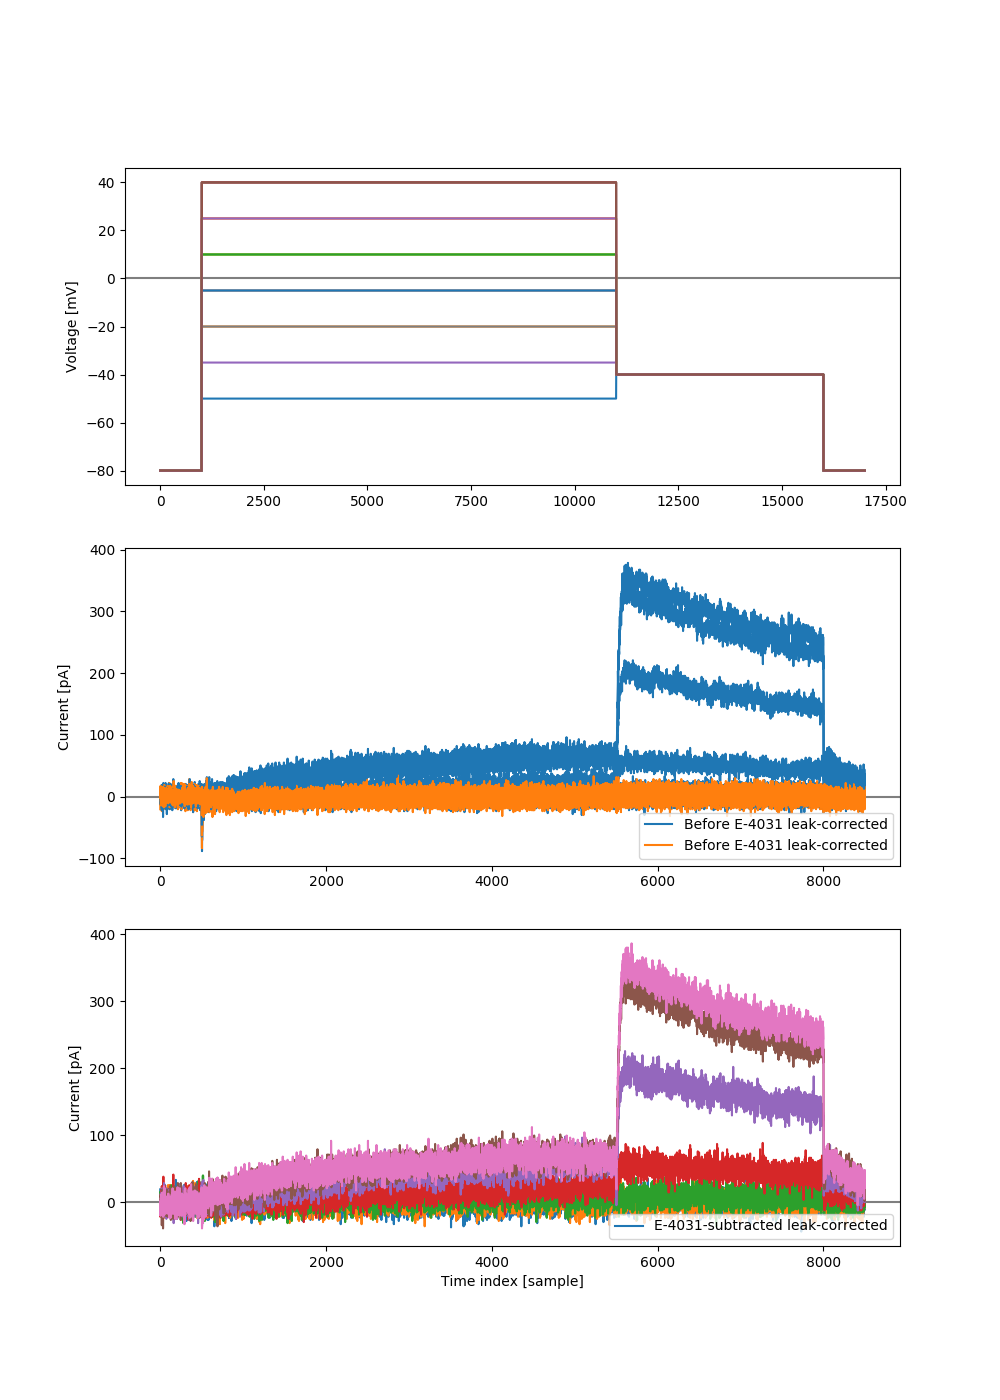 40
20
0
−20
−40
−60
−80
Voltage [mV]
0 2500 5000 7500 10000 12500 15000 17500
400
300
200
100
0
−100
Current [pA]
Before E-4031 leak-corrected
Before E-4031 leak-corrected
0 2000 4000 6000 8000
400
300
200
100
0
Current [pA]
E-4031-subtracted leak-corrected
0 2000 4000 6000 8000
Time index [sample]